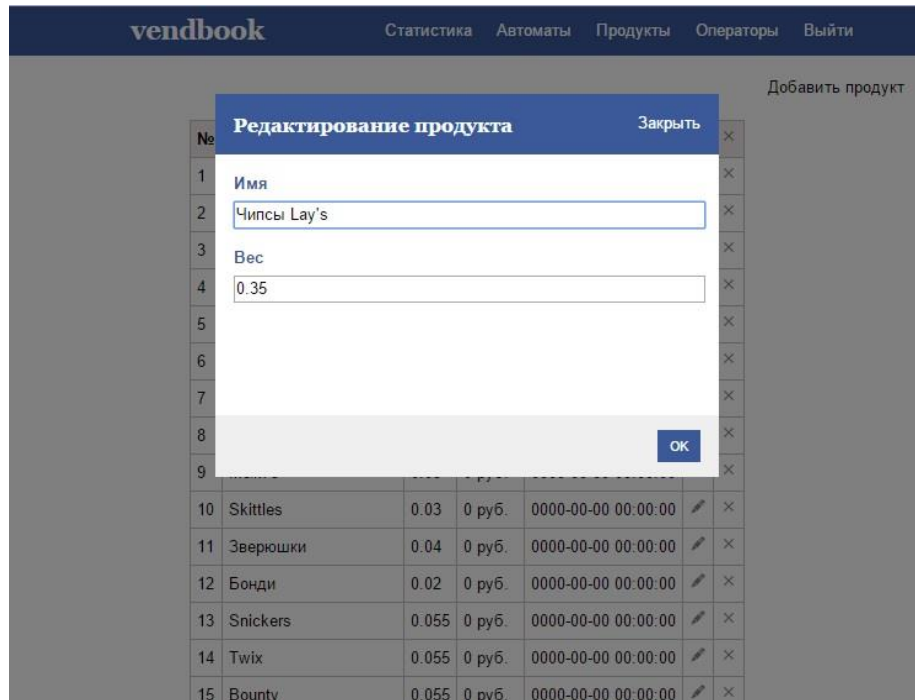 vendbook Статистика Автоматы Продукты Операторы Выйти
Добавить продукт
Редактирование продукта Закрыть
№
Имя
Чипсы Lay's
Вес
0.35
OK
1
2
3
4
5
6
7
8
9
10 Skittles 0.03 0 руб. 0000-00-00 00:00:00
11 Зверюшки 0.04 0 руб. 0000-00-00 00:00:00
12 Бонди 0.02 0 руб. 0000-00-00 00:00:00
13 Snickers 0.055 0 руб. 0000-00-00 00:00:00
14 Twix 0.055 0 руб. 0000-00-00 00:00:00
15 Bounty 0.055 0 руб. 0000-00-00 00:00:00